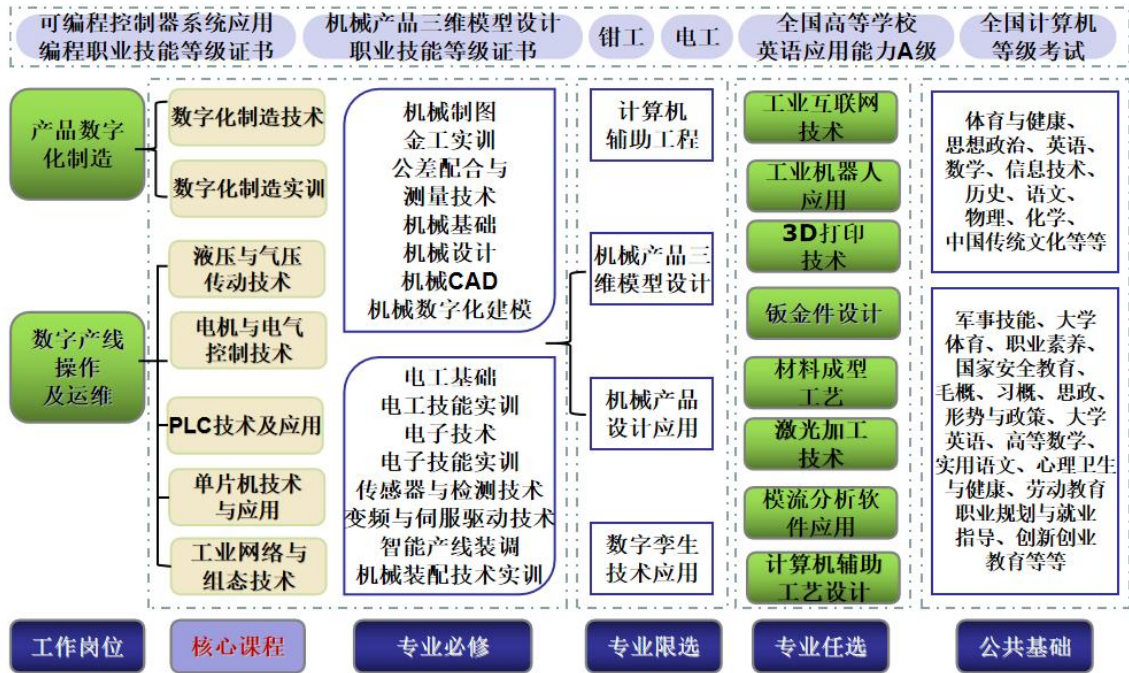 可编程控制器系统应用
编程职业技能等级证书
机械产品三维模型设计
职业技能等级证书
钳工
电工
全国高等学校
英语应用能力A级
全国计算机
等级考试
产品数字
化制造
数字产线
操作
及运维
数字化制造技术
数字化制造实训
液压与气压
传动技术
电机与电气
控制技术
PLC技术及应用
单片机技术
与应用
工业网络与
组态技术
机械制图
金工实训
公差配合与
测量技术
机械基础
机械设计
机械CAD
机械数字化建模
电工基础
电工技能实训
电子技术
电子技能实训
传感器与检测技术
变频与伺服驱动技术
智能产线装调
机械装配技术实训
计算机
辅助工程
机械产品三
维模型设计
机械产品
设计应用
数字孪生
技术应用
工业互联网
技术
工业机器人
应用
3D打印
技术
钣金件设计
材料成型
工艺
激光加工
技术
模流分析软
件应用
计算机辅助
工艺设计
体育与健康、
思想政治、英语、
数学、信息技术、
历史、语文、
物理、化学、
中国传统文化等等
军事技能、大学
体育、职业素养、
国家安全教育、
毛概、习概、思政、
形势与政策、大学
英语、高等数学、
实用语文、心理卫生
与健康、劳动教育
职业规划与就业
指导、创新创业
教育等等
工作岗位
核心课程
专业必修
专业限选
专业任选
公共基础